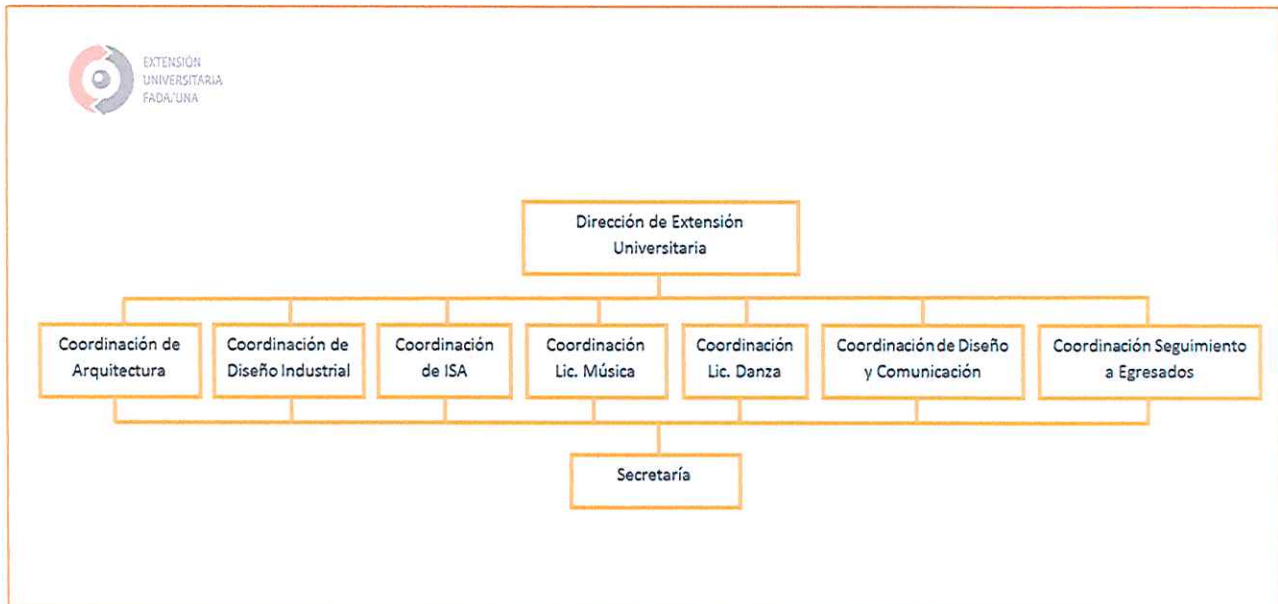 EXTENSIÓN
UNIVERSITARIA
FADA/UNA
Dirección de Extensión
Universitaria
Coordinación de
Arquitectura
Coordinación de
Diseño Industrial
Coordinación
de ISA
Coordinación
Lic. Música
Coordinación
Lic. Danza
Coordinación de Diseño
y Comunicación
Coordinación Seguimiento
a Egresados
Secretaría